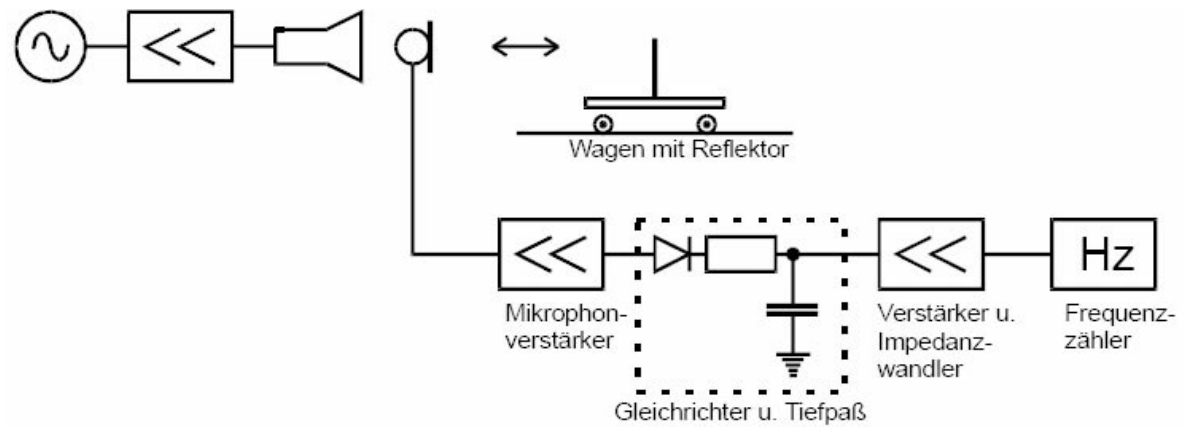 Wagen mit Reflektor
Hz
Mikrophon-
verstärker
Verstärker u.
Impedanz-
wandler
Frequenz-
zähler
Gleichrichter u. Tiefpaß